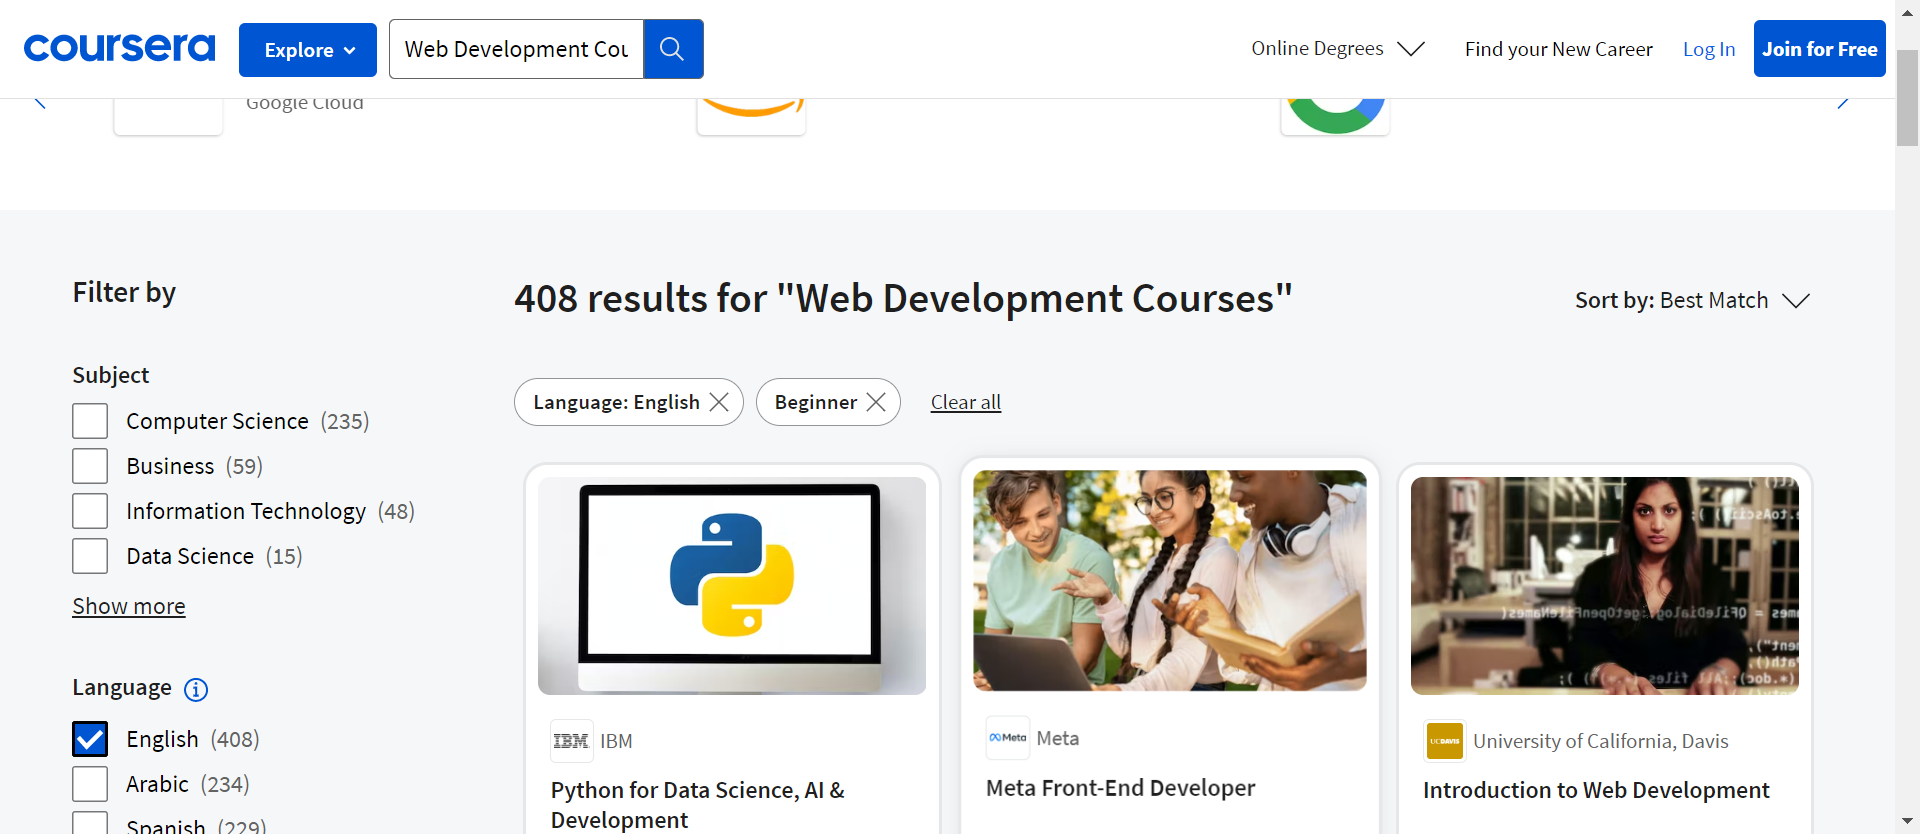 coursera
Explore
Web Development Cou
Online Degrees
Find your New Career
Log In
Join for Free
Google Cloud
Filter by
408 results for "Web Development Courses"
Sort by: Best Match
Subject
Computer Science (235)
Business (59)
Information Technology (48)
Data Science (15)
Show more
Language: English
Beginner
Clear all
Language
English (408)
Arabic (234)
Spanish (229)
IBM IBM
Python for Data Science, AI &
Development
Meta Meta
Meta Front-End Developer
UCDAVIS University of California, Davis
Introduction to Web Development